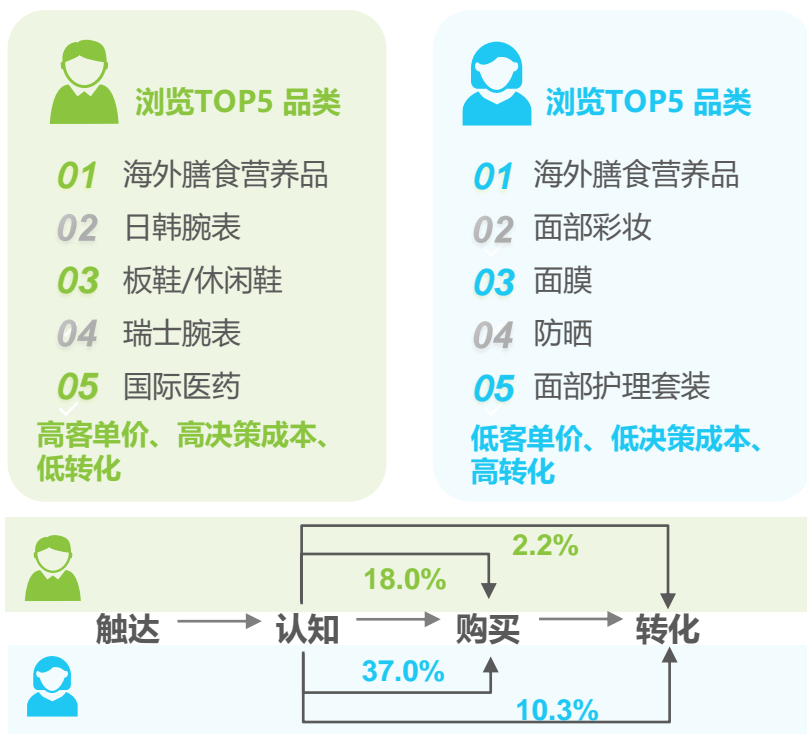 浏览TOP5 品类
01 海外膳食营养品
02 日韩腕表
03 板鞋/休闲鞋
04 瑞士腕表
05 国际医药
高客单价、高决策成本、
低转化
浏览TOP5 品类
01 海外膳食营养品
02 面部彩妆
03 面膜
04 防晒
05 面部护理套装
低客单价、低决策成本、
高转化
2.2%
18.0%
触达 认知 购买 转化
37.0%
10.3%